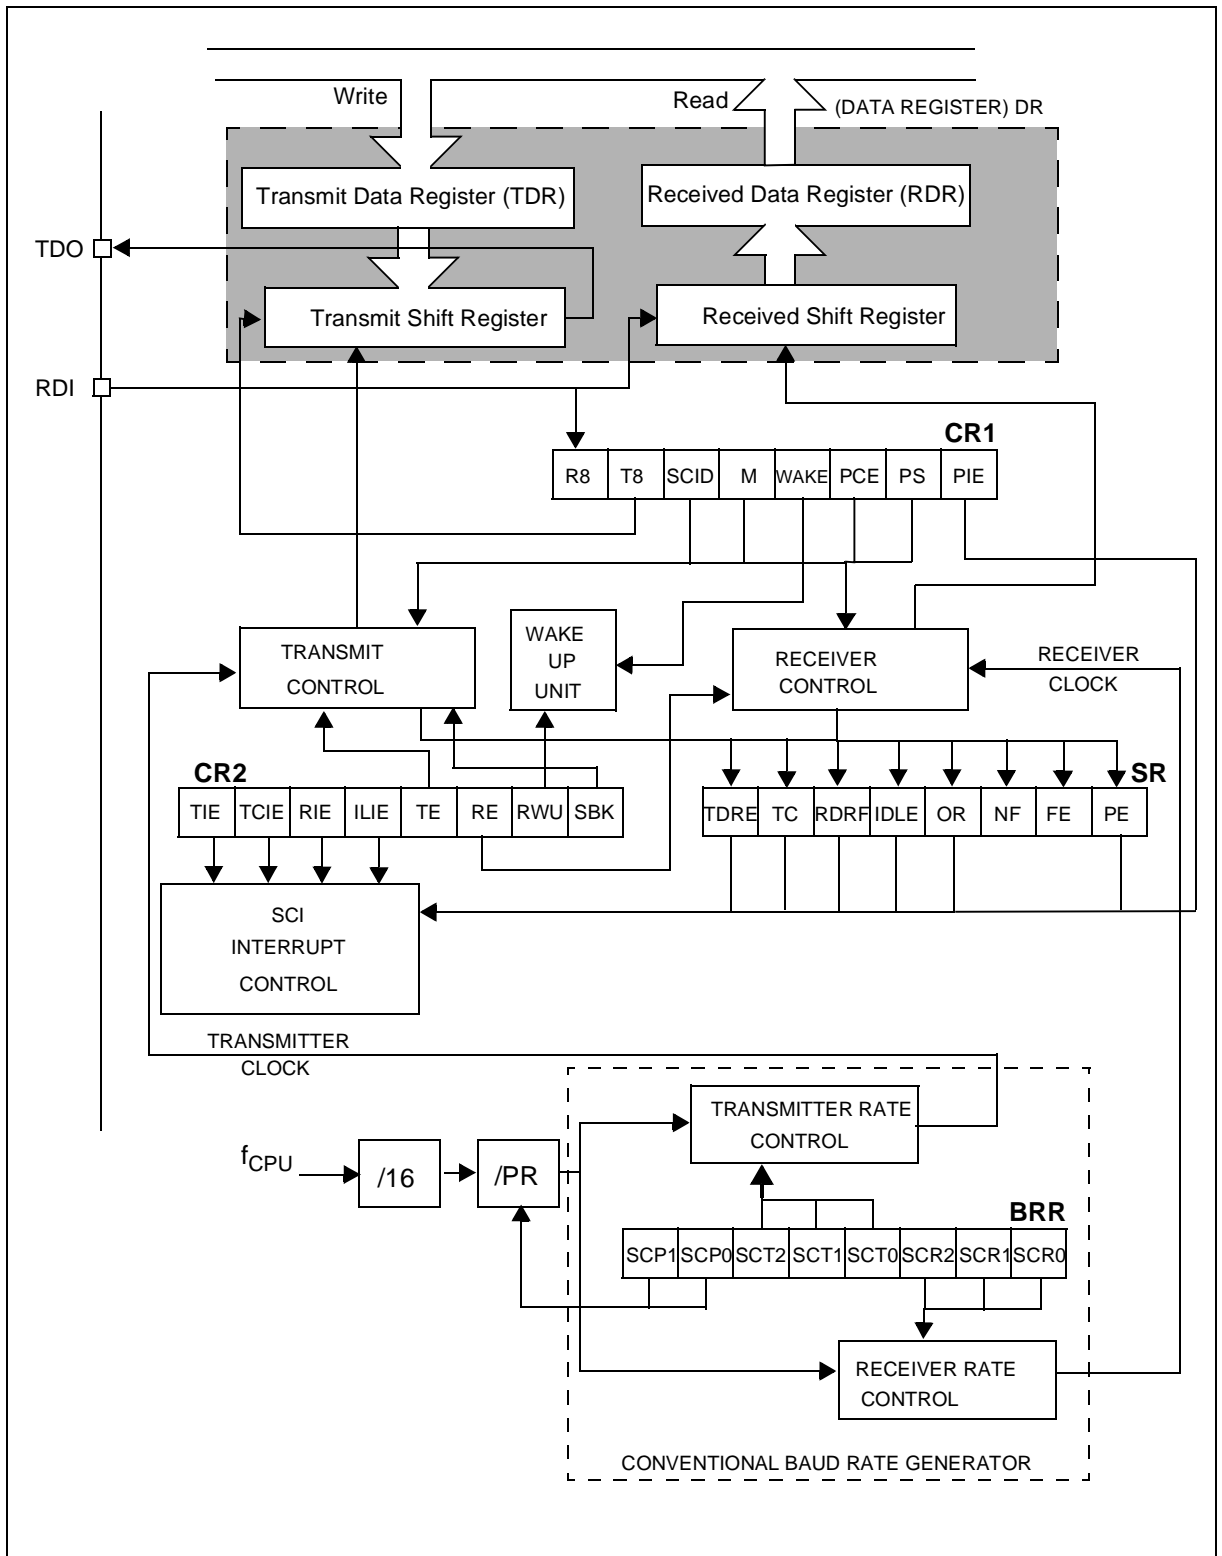 Write
Read
(DATA REGISTER) DR
Transmit Data Register (TDR)
Received Data Register (RDR)
TDO
Transmit Shift Register
Received Shift Register
RDI
CR1
R8 T8 SCID M WAKE PCE PS PIE
TRANSMIT
CONTROL
WAKE
UP
UNIT
RECEIVER
CONTROL
RECEIVER
CLOCK
CR2
TIE TCIE RIE ILIE TE RE RWU SBK
SR
TDRE TC RDRF IDLE OR NF FE PE
SCI
INTERRUPT
CONTROL
TRANSMITTER
CLOCK
TRANSMITTER RATE
CONTROL
fCPU
/16
/PR
BRR
SCP1 SCP0 SCT2 SCT1 SCT0 SCR2 SCR1 SCR0
RECEIVER RATE
CONTROL
CONVENTIONAL BAUD RATE GENERATOR